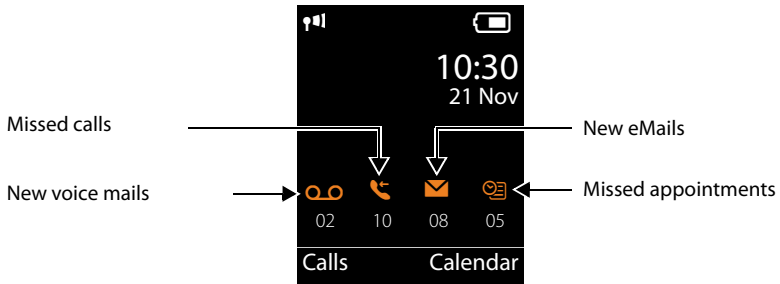 10:30
21 Nov
Missed calls
New eMails
New voice mails
Missed appointments
02 10 08 05
Calls Calendar